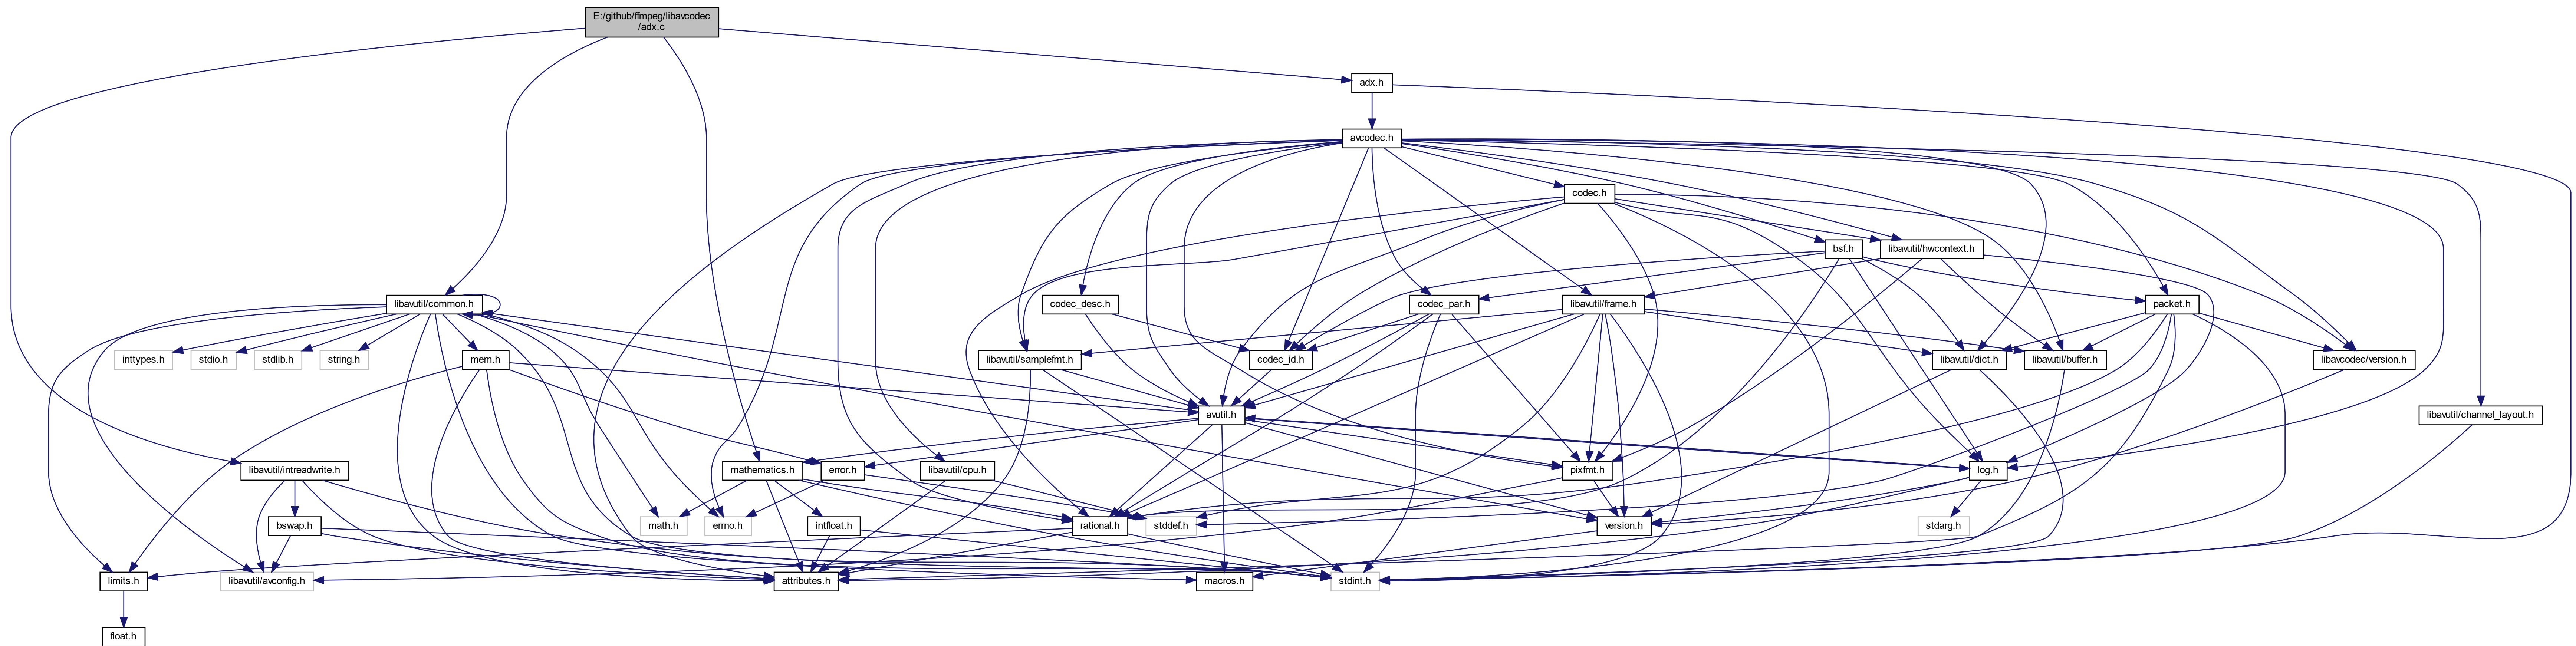 E:/github/ffmpeg/libavcodec
/adx.c
adx.h
avcodec.h
codec.h
bsf.h
libavutil/hwcontext.h
libavutil/common.h
codec_desc.h
codec_par.h
libavutil/frame.h
packet.h
inttypes.h
stdio.h
stdlib.h
string.h
mem.h
libavutil/samplefmt.h
codec_id.h
libavutil/dict.h
libavutil/buffer.h
libavcodec/version.h
avutil.h
libavutil/channel_layout.h
libavutil/intreadwrite.h
mathematics.h
error.h
libavutil/cpu.h
pixfmt.h
log.h
bswap.h
math.h
errno.h
intfloat.h
rational.h
stddef.h
version.h
stdarg.h
limits.h
libavutil/avconfig.h
attributes.h
macros.h
stdint.h
float.h